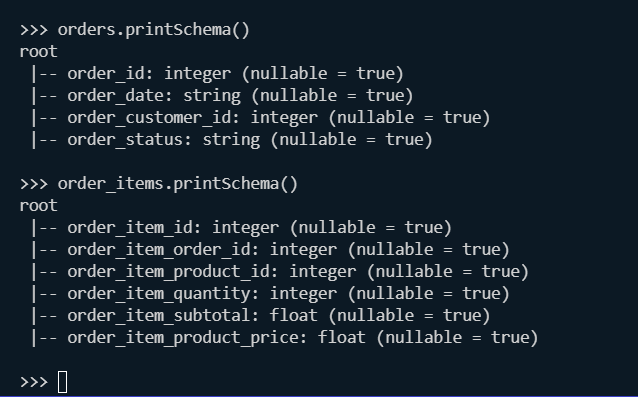 >>> orders.printSchema()
root
 |-- order_id: integer (nullable = true)
 |-- order_date: string (nullable = true)
 |-- order_customer_id: integer (nullable = true)
 |-- order_status: string (nullable = true)

>>> order_items.printSchema()
root
 |-- order_item_id: integer (nullable = true)
 |-- order_item_order_id: integer (nullable = true)
 |-- order_item_product_id: integer (nullable = true)
 |-- order_item_quantity: integer (nullable = true)
 |-- order_item_subtotal: float (nullable = true)
 |-- order_item_product_price: float (nullable = true)

>>>